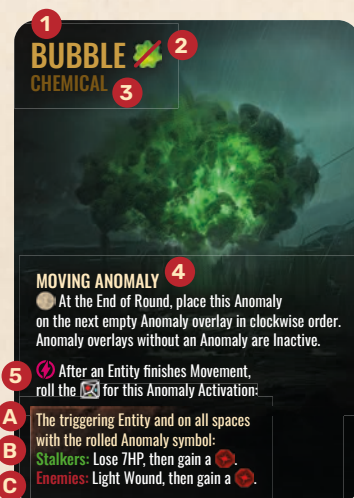 1
BUBBLE
2
CHEMICAL
3
MOVING ANOMALY
4
At the End of Round, place this Anomaly
on the next empty Anomaly overlay in clockwise order.
Anomaly overlays without an Anomaly are Inactive.
5
After an Entity finishes Movement,
roll the for this Anomaly Activation:
A
The triggering Entity and on all spaces
with the rolled Anomaly symbol:
B
Stalkers: Lose 7HP, then gain a .
C
Enemies: Light Wound, then gain a .